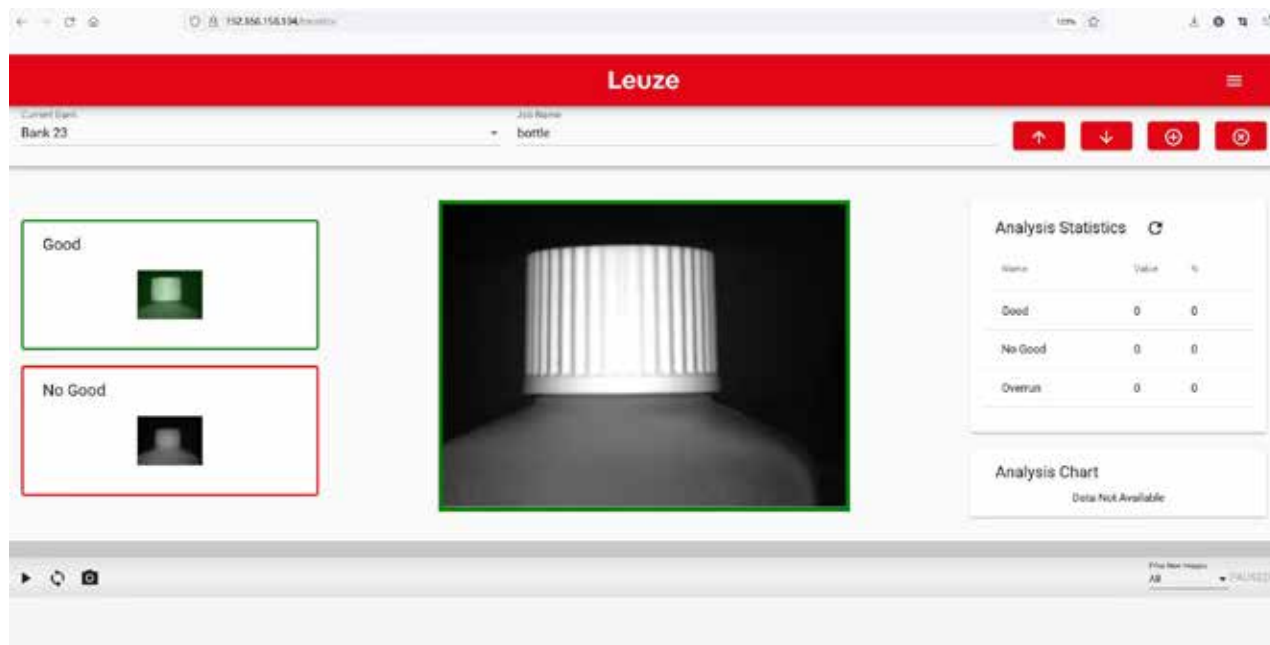 Leuze
Current Bank
Job Name
Bank 23
bottle
Good
No Good
Analysis Statistics
Name Value %
Good 0 0
No Good 0 0
Overrun 0 0
Analysis Chart
Data Not Available
All
PAUSED